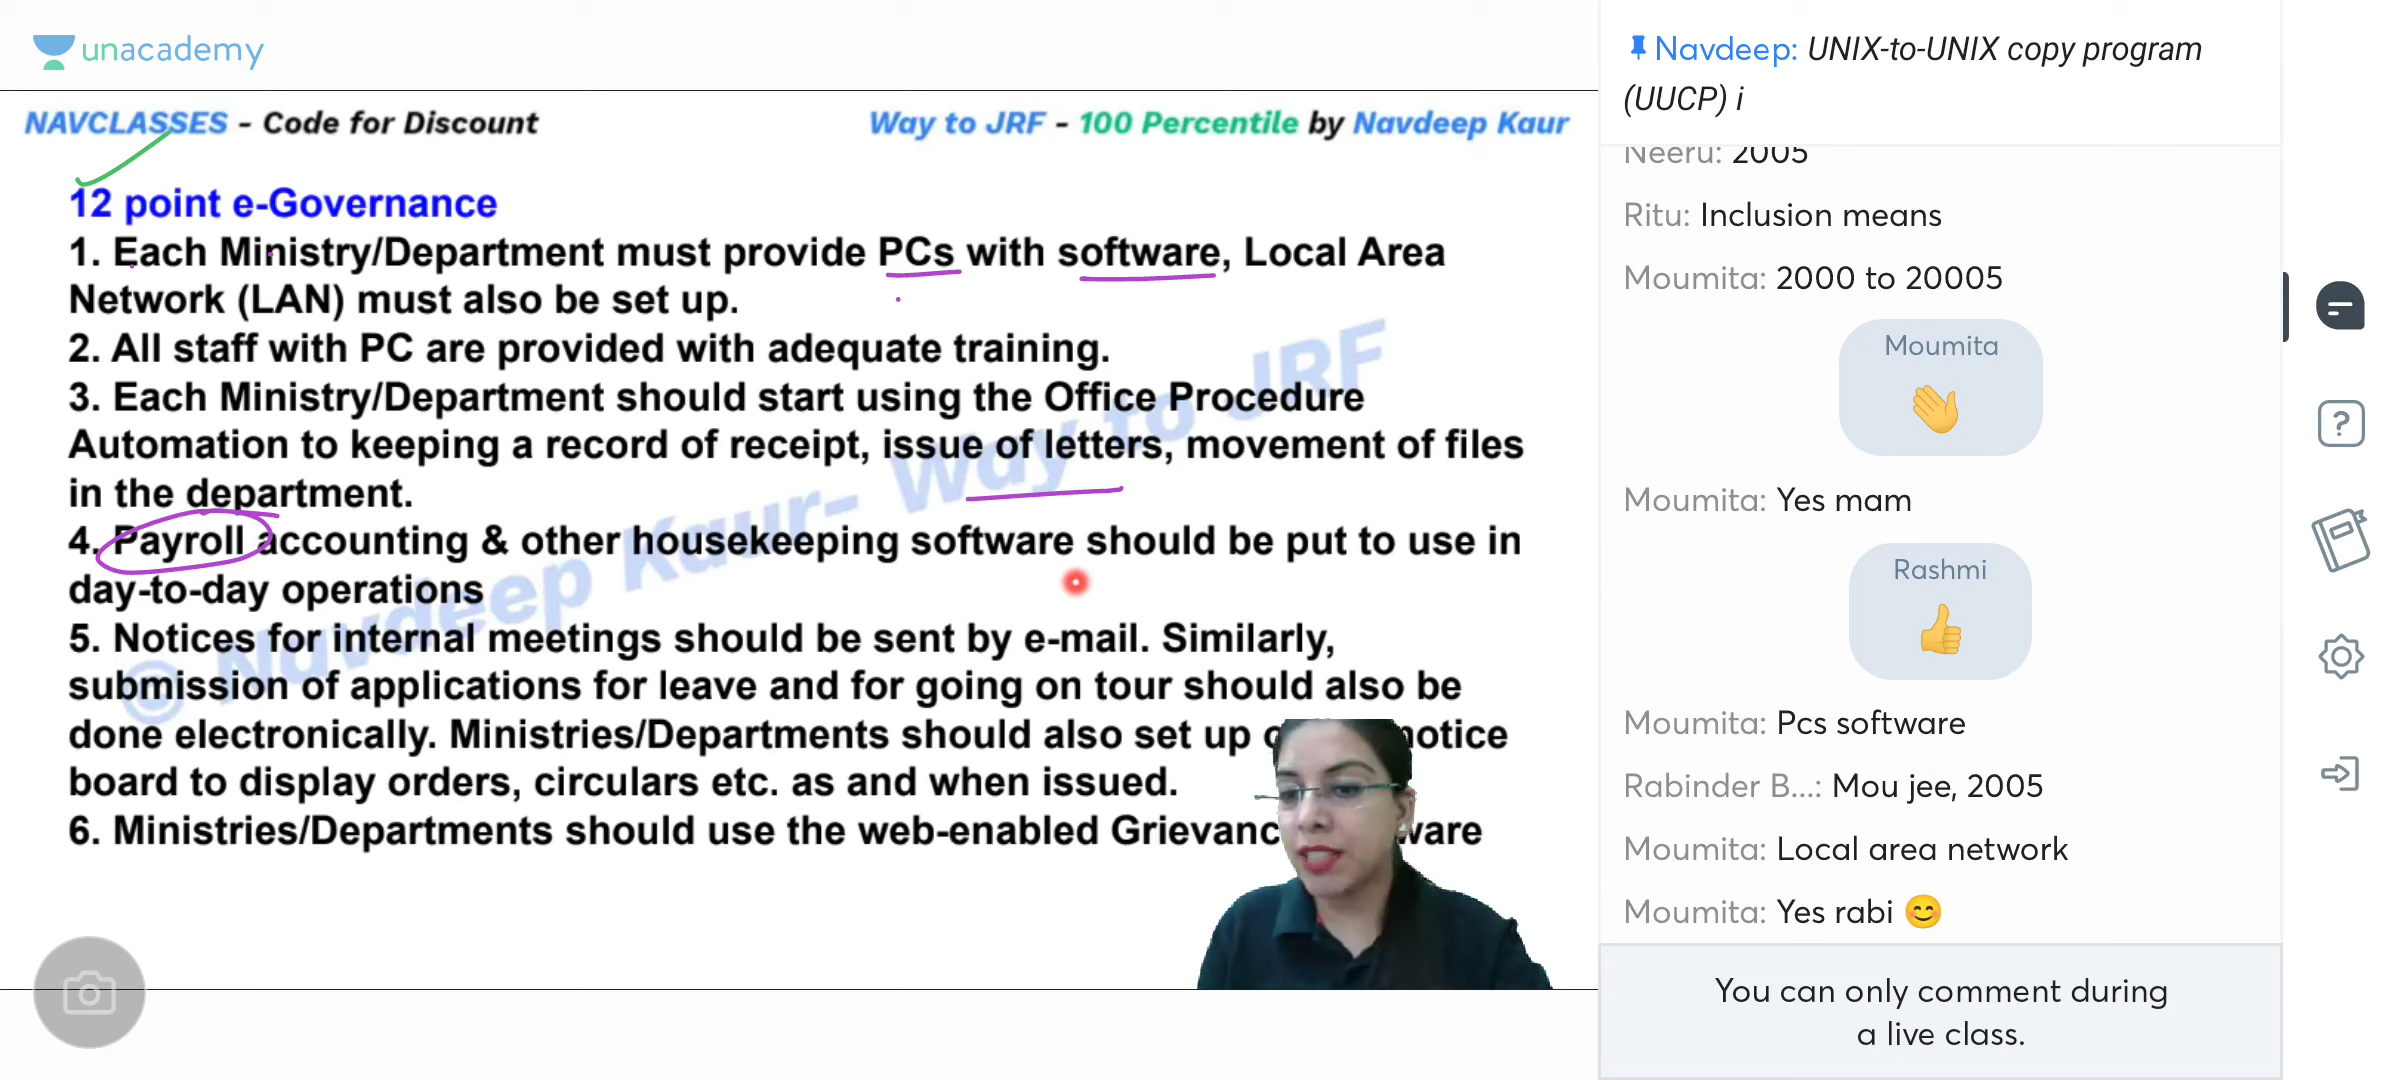 unacademy
NAVCLASSES - Code for Discount
Way to JRF - 100 Percentile by Navdeep Kaur
12 point e-Governance
1. Each Ministry/Department must provide PCs with software, Local Area
Network (LAN) must also be set up.
2. All staff with PC are provided with adequate training.
3. Each Ministry/Department should start using the Office Procedure
Automation to keeping a record of receipt, issue of letters, movement of files
in the department.
4. Payroll accounting & other housekeeping software should be put to use in
day-to-day operations
5. Notices for internal meetings should be sent by e-mail. Similarly,
submission of applications for leave and for going on tour should also be
done electronically. Ministries/Departments should also set up
board to display orders, circulars etc. as and when issued.
6. Ministries/Departments should use the web-enabled
© Navdeep Kaur- Way to JRF
Navdeep: UNIX-to-UNIX copy program
(UUCP) i
Neeru: 2005
Ritu: Inclusion means
Moumita: 2000 to 20005
Moumita
👋
Moumita: Yes mam
Rashmi
👍
Moumita: Pcs software
Rabinder B...: Mou jee, 2005
Moumita: Local area network
Moumita: Yes rabi 😊
You can only comment during
a live class.